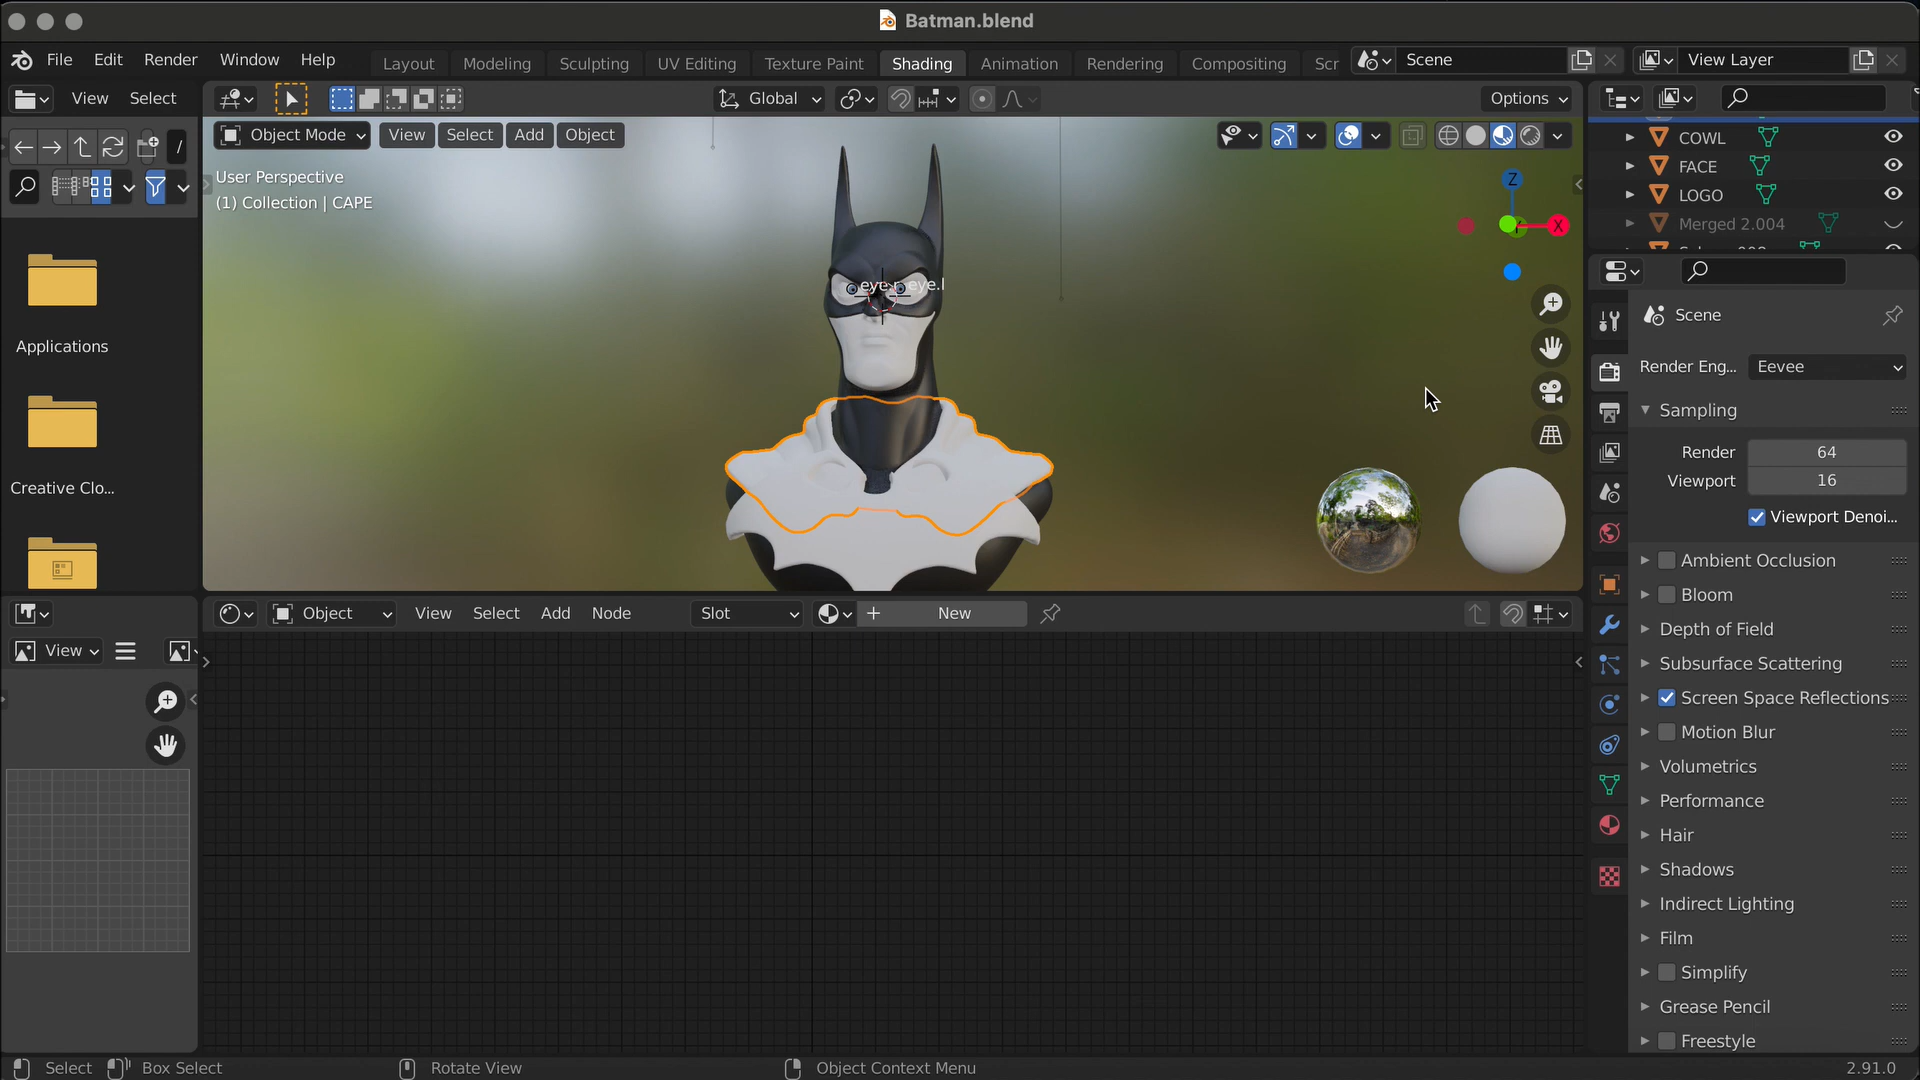 Batman.blend
File Edit Render Window Help Layout Modeling Sculpting UV Editing Texture Paint Shading Animation Rendering Compositing Scr Scene View Layer
View Select Global Options
Object Mode View Select Add Object
User Perspective
(1) Collection | CAPE
eye.r eye.l
Z
X
/
Applications
Creative Clo...
COWL
FACE
LOGO
Merged 2.004
Scene
Render Eng... Eevee
Sampling
Render 64
Viewport 16
Viewport Denoi...
Ambient Occlusion
Bloom
Depth of Field
Subsurface Scattering
Screen Space Reflections
Motion Blur
Volumetrics
Performance
Hair
Shadows
Indirect Lighting
Film
Simplify
Grease Pencil
Freestyle
Object View Select Add Node Slot New
View
Select Box Select Rotate View Object Context Menu 2.91.0